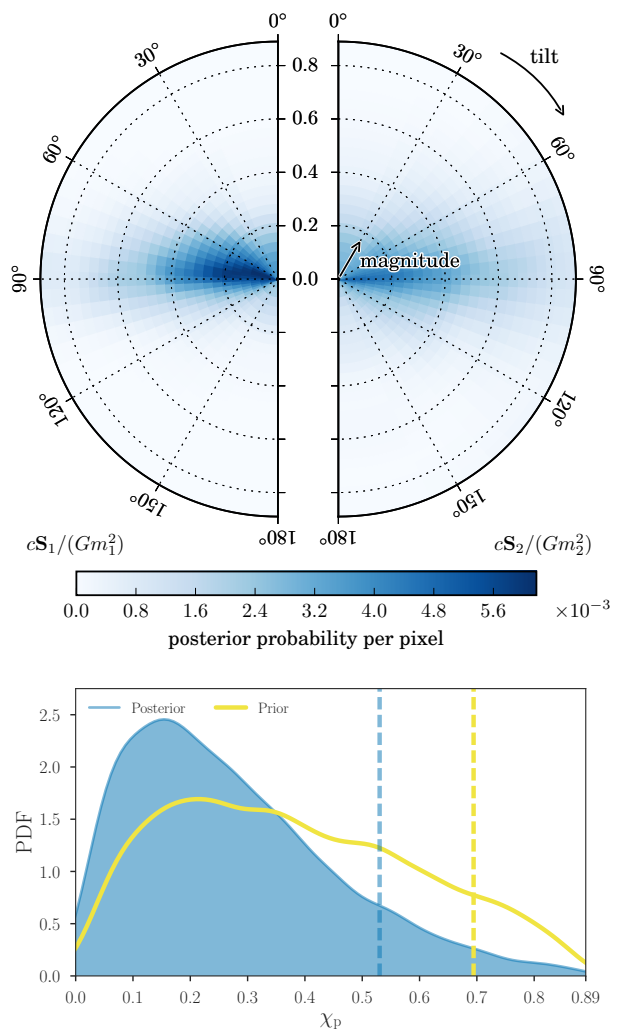 0° 0°
30° 0.8 30° tilt
60° 0.6 60°
0.4
0.2
magnitude
90° 0.0 90°
120° 120°
150° 150°
180° 180°
cS₁/(Gm₁²) cS₂/(Gm₂²)
0.0 0.8 1.6 2.4 3.2 4.0 4.8 5.6 ×10⁻³
posterior probability per pixel
Posterior Prior
2.5
2.0
1.5
1.0
0.5
0.0
PDF
0.0 0.1 0.2 0.3 0.4 0.5 0.6 0.7 0.8 0.89
χₚ